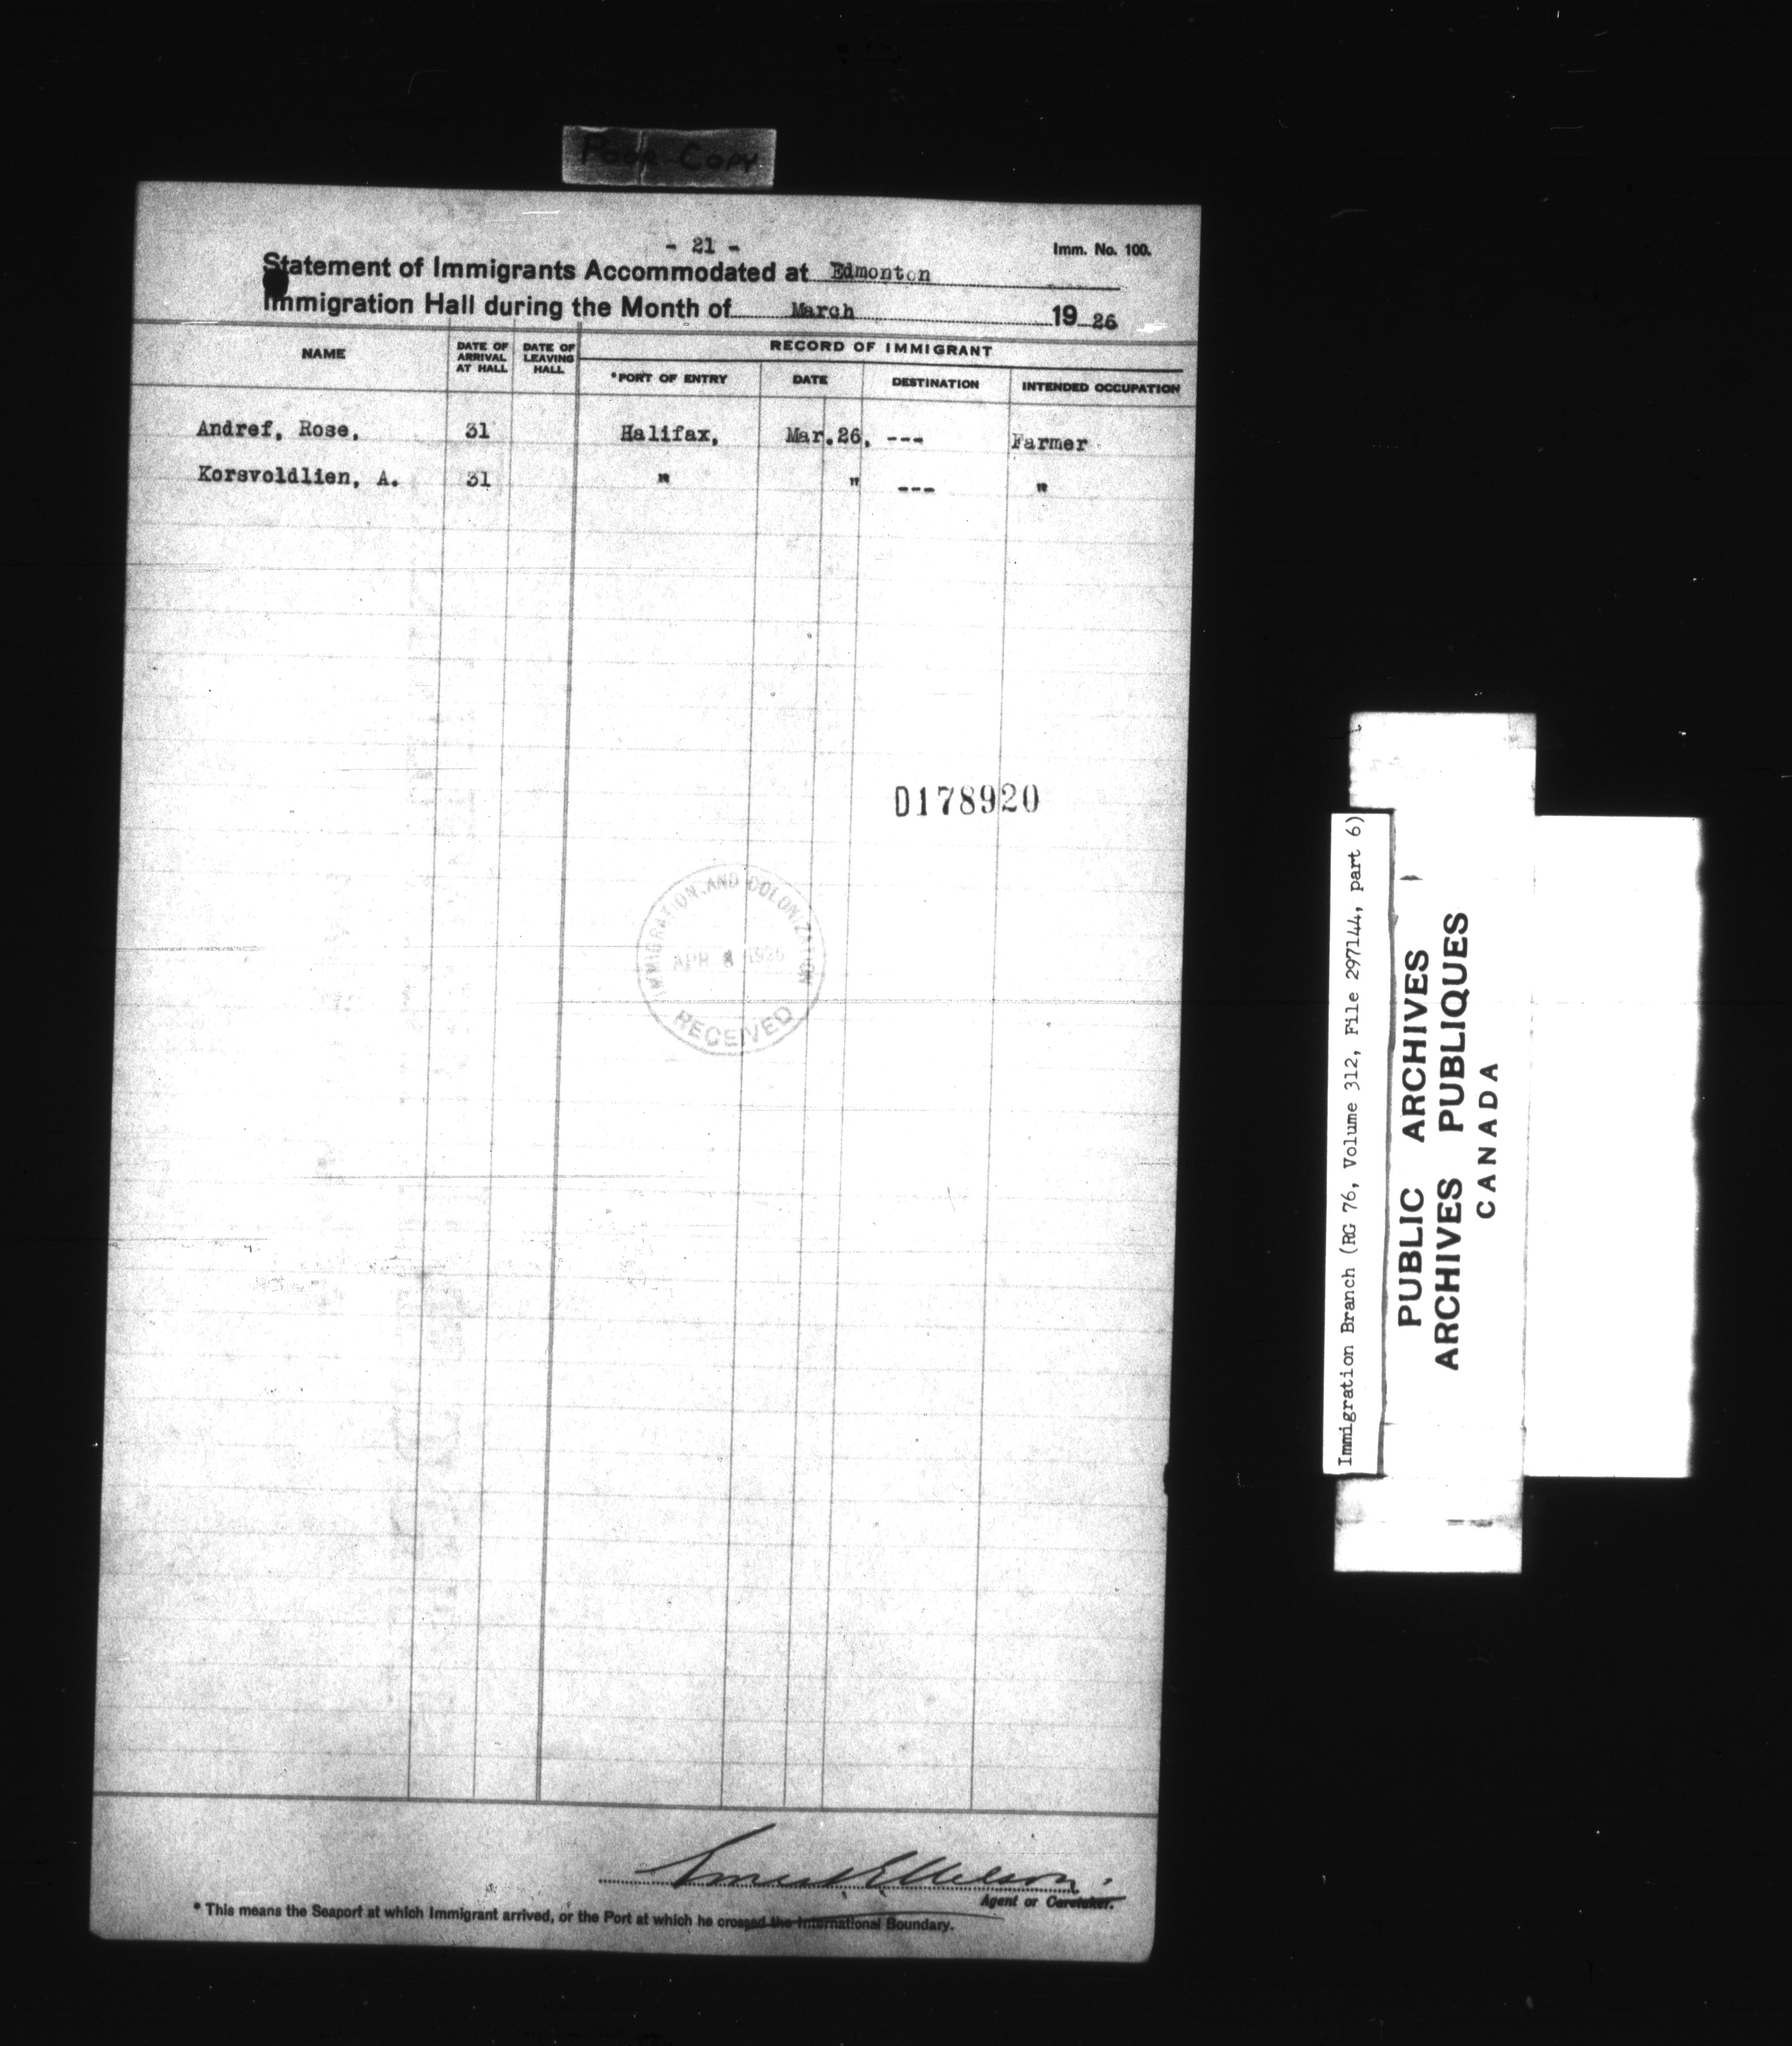 POOR COPY
- 21 -
Imm. No. 100.
Statement of Immigrants Accommodated at Edmonton
Immigration Hall during the Month of March 1926
NAME DATE OF ARRIVAL AT HALL DATE OF LEAVING HALL RECORD OF IMMIGRANT
*PORT OF ENTRY DATE DESTINATION INTENDED OCCUPATION
Andref, Rose, 31 Halifax, Mar.26. --- Farmer
Korsvoldlien, A. 31 " " --- "
D178920
IMMIGRATION AND COLONIZATION
APR 8 1926
RECEIVED
Agent or Caretaker.
* This means the Seaport at which Immigrant arrived, or the Port at which he crossed the International Boundary.
Immigration Branch (RG 76, Volume 312, File 297144, part 6)
PUBLIC ARCHIVES
ARCHIVES PUBLIQUES
CANADA